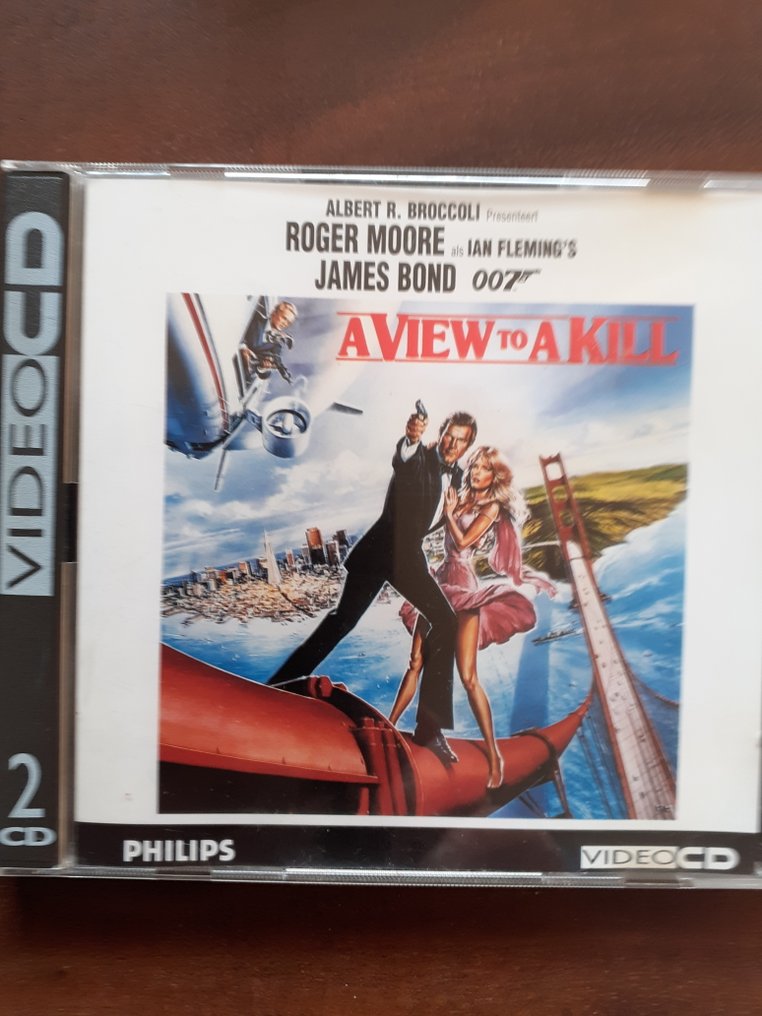 ALBERT R. BROCCOLI Presenteert
ROGER MOORE als IAN FLEMING'S
JAMES BOND 007
A VIEW TO A KILL
VIDEO CD
2
CD
PHILIPS
VIDEO CD